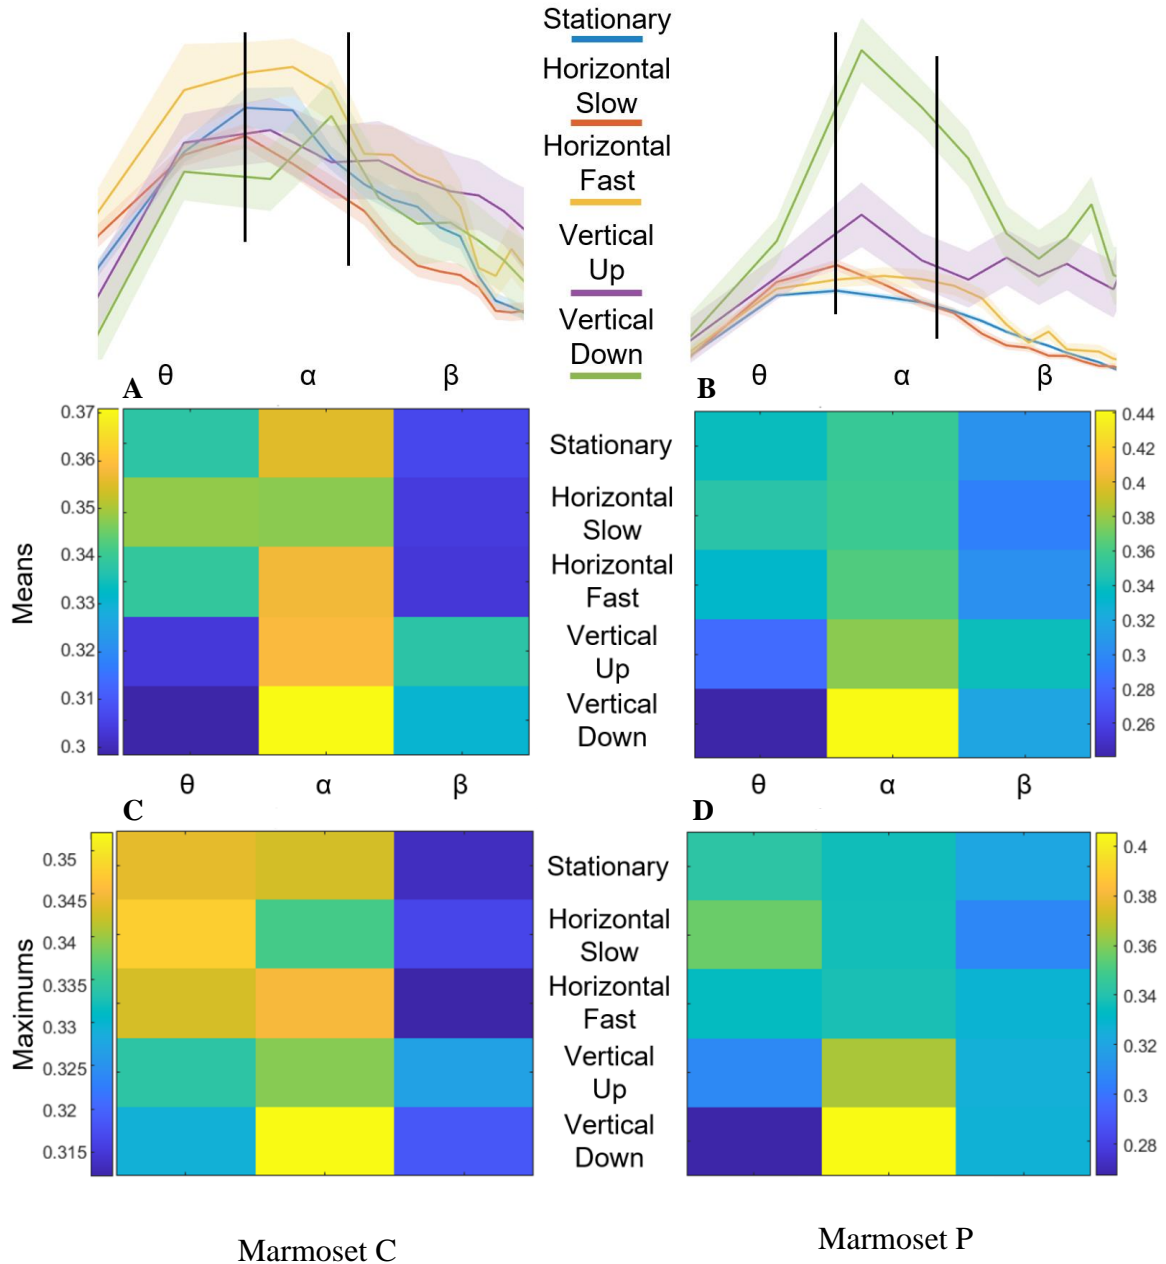 Stationary
Horizontal
Slow
Horizontal
Fast
Vertical
Up
Vertical
Down
θ α β
θ α β
A
B
0.37
0.36
0.35
0.34
0.33
0.32
0.31
0.3
Means
Stationary
Horizontal
Slow
Horizontal
Fast
Vertical
Up
Vertical
Down
0.44
0.42
0.4
0.38
0.36
0.34
0.32
0.3
0.28
0.26
θ α β
θ α β
C
D
0.35
0.345
0.34
0.335
0.33
0.325
0.32
0.315
Maximums
Stationary
Horizontal
Slow
Horizontal
Fast
Vertical
Up
Vertical
Down
0.4
0.38
0.36
0.34
0.32
0.3
0.28
Marmoset C
Marmoset P